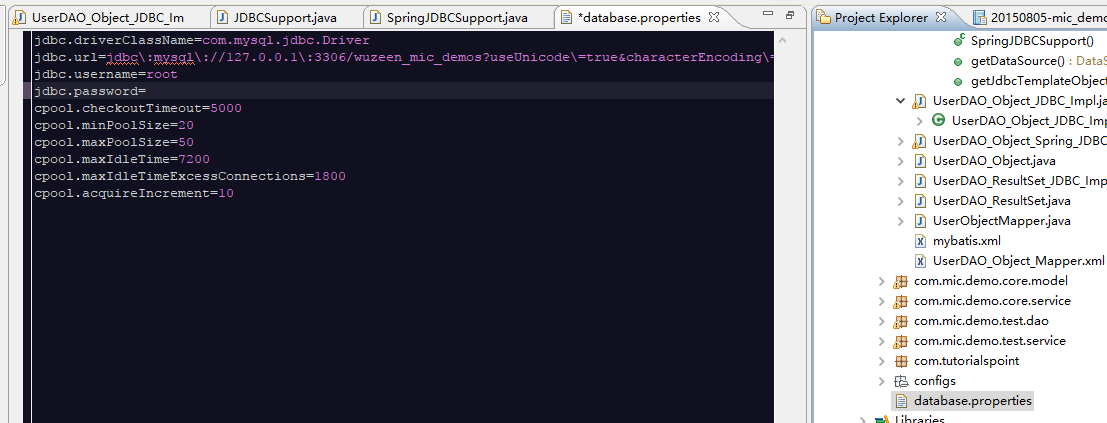 UserDAO_Object_JDBC_Im
JDBCSupport.java
SpringJDBCSupport.java
*database.properties
jdbc.driverClassName=com.mysql.jdbc.Driver
jdbc.url=jdbc\:mysql\://127.0.0.1\:3306/wuzeen_mic_demos?useUnicode\=true&characterEncoding\=
jdbc.username=root
jdbc.password=
cpool.checkoutTimeout=5000
cpool.minPoolSize=20
cpool.maxPoolSize=50
cpool.maxIdleTime=7200
cpool.maxIdleTimeExcessConnections=1800
cpool.acquireIncrement=10
Project Explorer
20150805-mic_demo
SpringJDBCSupport()
getDataSource() : DataS
getJdbcTemplateObject
UserDAO_Object_JDBC_Impl.ja
UserDAO_Object_JDBC_Imp
UserDAO_Object_Spring_JDBC
UserDAO_Object.java
UserDAO_ResultSet_JDBC_Imp
UserDAO_ResultSet.java
UserObjectMapper.java
mybatis.xml
UserDAO_Object_Mapper.xml
com.mic.demo.core.model
com.mic.demo.core.service
com.mic.demo.test.dao
com.mic.demo.test.service
com.tutorialspoint
configs
database.properties
Libraries